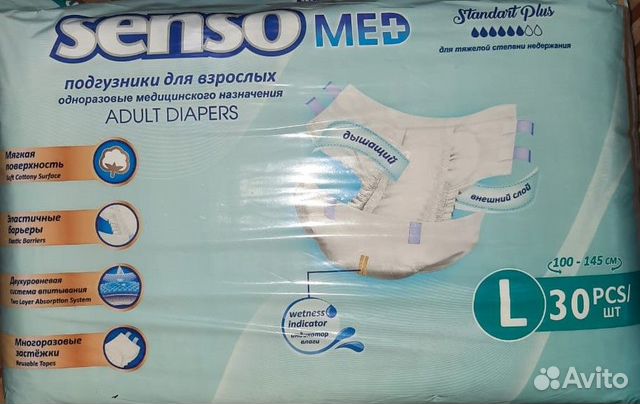 senso MED
Standart Plus
для тяжелой степени недержания
подгузники для взрослых
одноразовые медицинского назначения
ADULT DIAPERS
Мягкая
поверхность
Soft Cottony Surface
дышащий
внешний слой
Эластичные
барьеры
Elastic Barriers
Двухуровневая
система впитывания
Two Layer Absorption System
Многоразовые
застёжки
Reusable Tapes
wetness
indicator
индикатор
влаги
100 - 145 см
L 30 PCS/
ШТ
Avito